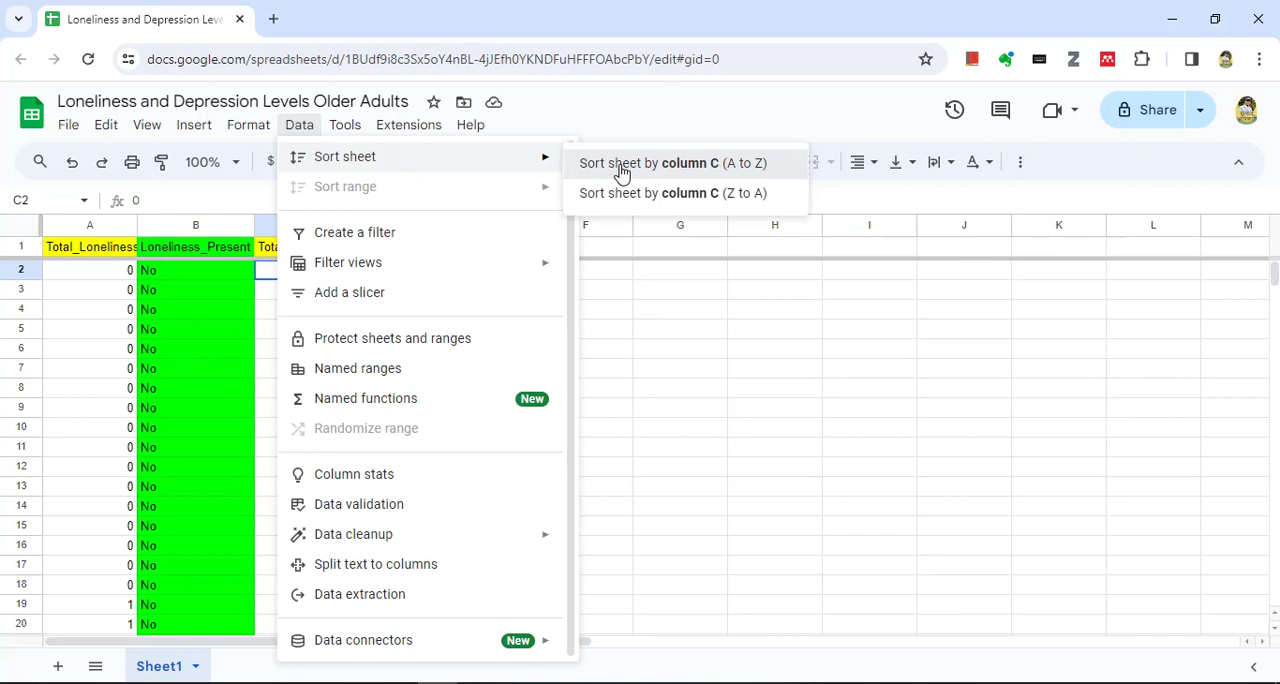 Loneliness and Depression Leve
docs.google.com/spreadsheets/d/1BUdf9i8c3Sx5oY4nBL-4jJEfh0YKNDFuHFFFOAbcPbY/edit#gid=0
Loneliness and Depression Levels Older Adults
Share
File Edit View Insert Format Data Tools Extensions Help
100% $
Sort sheet
Sort sheet by column C (A to Z)
Sort range
Sort sheet by column C (Z to A)
C2 fx 0
A B F G H I J K L M
1 Total_Loneliness Loneliness_Present Tota
Create a filter
Filter views
Add a slicer
Protect sheets and ranges
Named ranges
Named functions New
Randomize range
Column stats
Data validation
Data cleanup
Split text to columns
Data extraction
Data connectors New
2 0 No
3 0 No
4 0 No
5 0 No
6 0 No
7 0 No
8 0 No
9 0 No
10 0 No
11 0 No
12 0 No
13 0 No
14 0 No
15 0 No
16 0 No
17 0 No
18 0 No
19 1 No
20 1 No
Sheet1